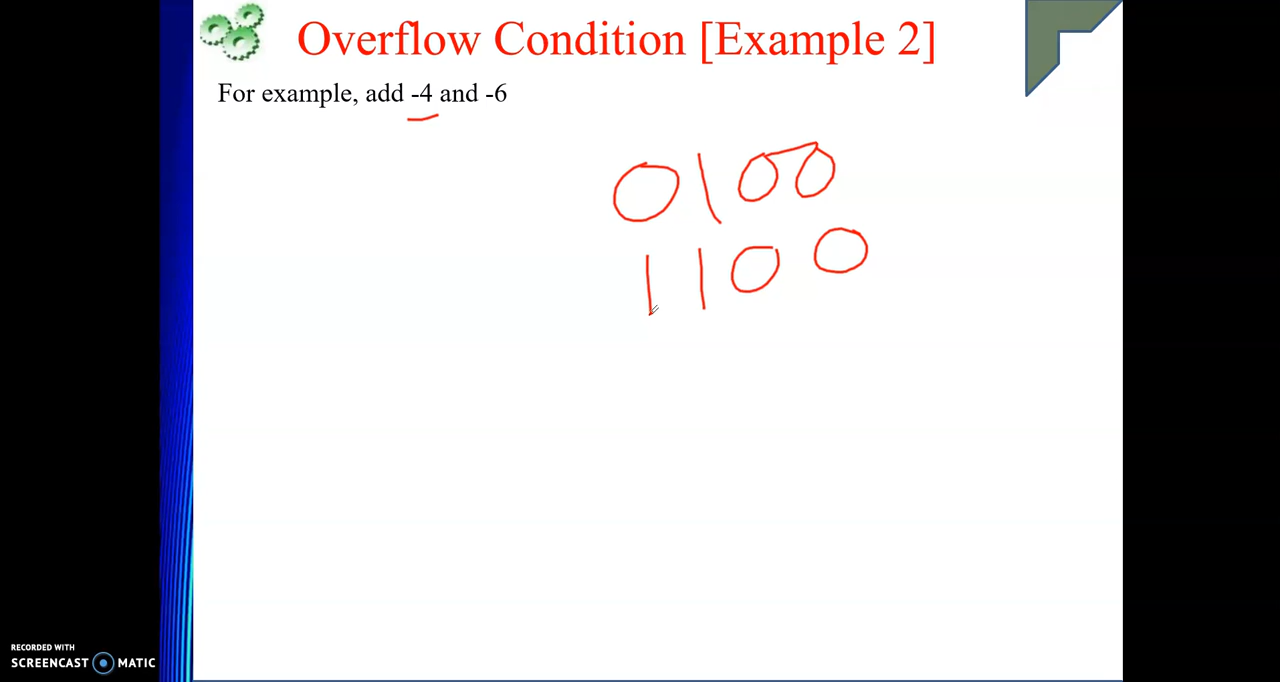 Overflow Condition [Example 2]
For example, add -4 and -6
0100
1100
RECORDED WITH
SCREENCAST MATIC